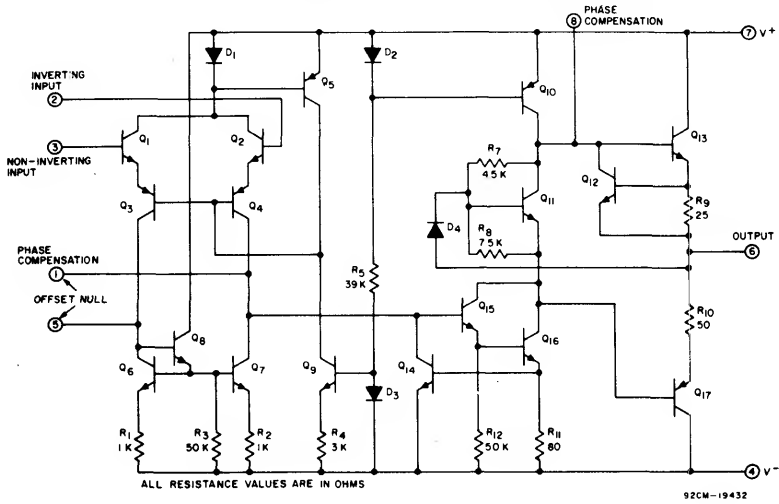 PHASE
COMPENSATION
8
7 V+
D1
D2
INVERTING
INPUT
2
Q5
Q10
Q1
Q2
Q13
3
NON-INVERTING
INPUT
R7
4.5 K
Q12
Q3
Q4
Q11
R9
25
D4
R8
7.5 K
OUTPUT
6
PHASE
COMPENSATION
1
R5
39 K
OFFSET NULL
R10
50
5
Q15
Q8
Q16
Q6
Q7
Q9
Q14
Q17
D3
R1
1 K
R3
50 K
R2
1 K
R4
3 K
R12
50 K
R11
80
4 V-
ALL RESISTANCE VALUES ARE IN OHMS
92CM-19432